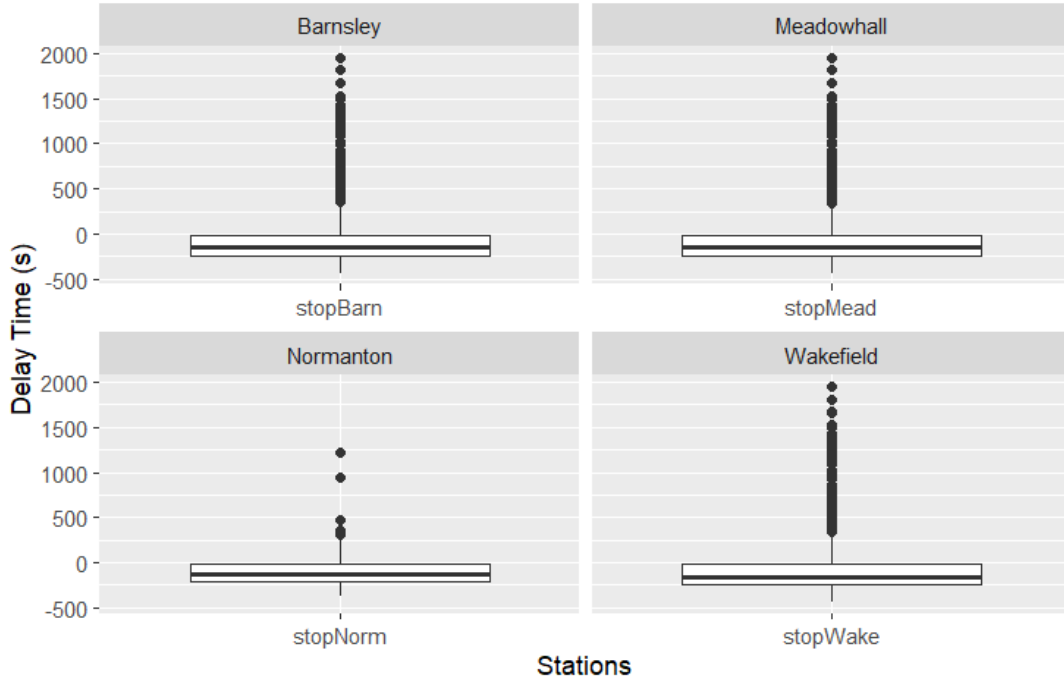 Barnsley
Meadowhall
2000
1500
1000
500
0
-500
stopBarn
stopMead
Normanton
Wakefield
2000
1500
1000
500
0
-500
stopNorm
stopWake
Delay Time (s)
Stations